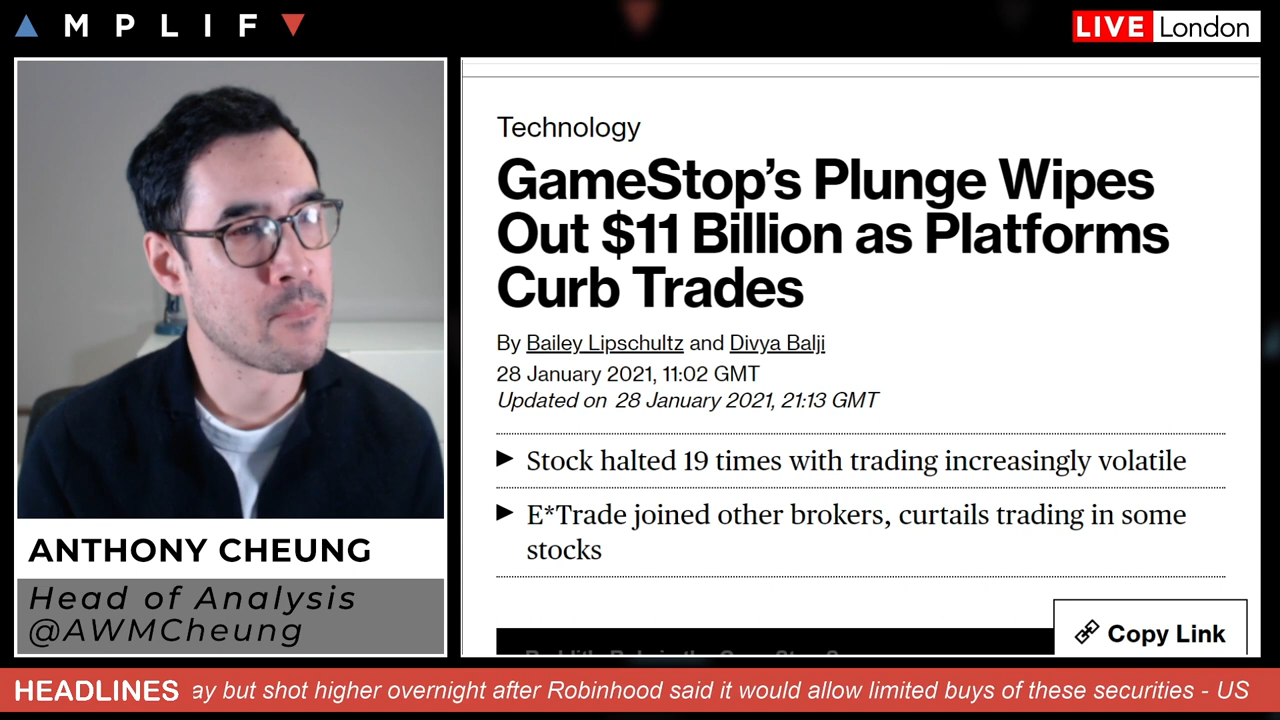 AMPLIFY
LIVE London
Technology
GameStop’s Plunge Wipes
Out $11 Billion as Platforms
Curb Trades
By Bailey Lipschultz and Divya Balji
28 January 2021, 11:02 GMT
Updated on 28 January 2021, 21:13 GMT
Stock halted 19 times with trading increasingly volatile
E*Trade joined other brokers, curtails trading in some
stocks
Copy Link
ANTHONY CHEUNG
Head of Analysis
@AWMCheung
HEADLINES ay but shot higher overnight after Robinhood said it would allow limited buys of these securities - US